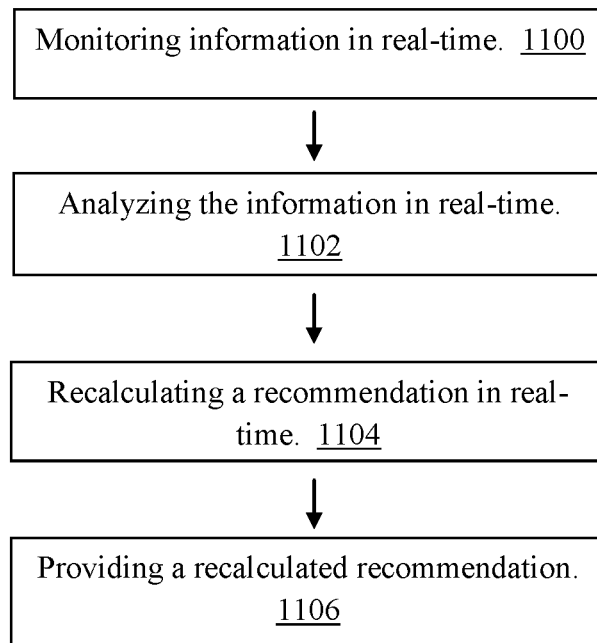 Monitoring information in real-time. 1100
Analyzing the information in real-time.
1102
Recalculating a recommendation in real-
time. 1104
Providing a recalculated recommendation.
1106